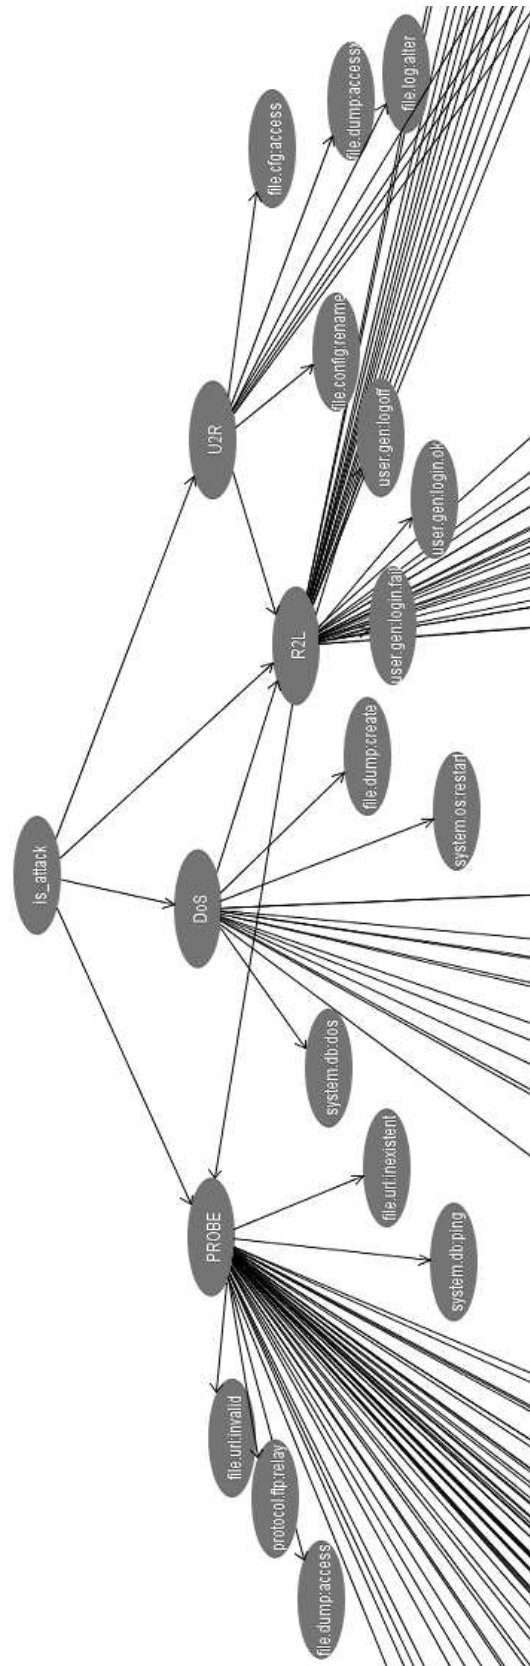 is_attack
PROBE
DoS
R2L
U2R
file.url:invalid
protocol.ftp:relay
file.dump:access
system.db:ping
file.url:inexistent
system.db:dos
system.os:restart
file.dump:create
user.gen:login.fail
user.gen:login.ok
user.gen:logoff
file.config:rename
file.cfg:access
file.dump:access
file.log:alter